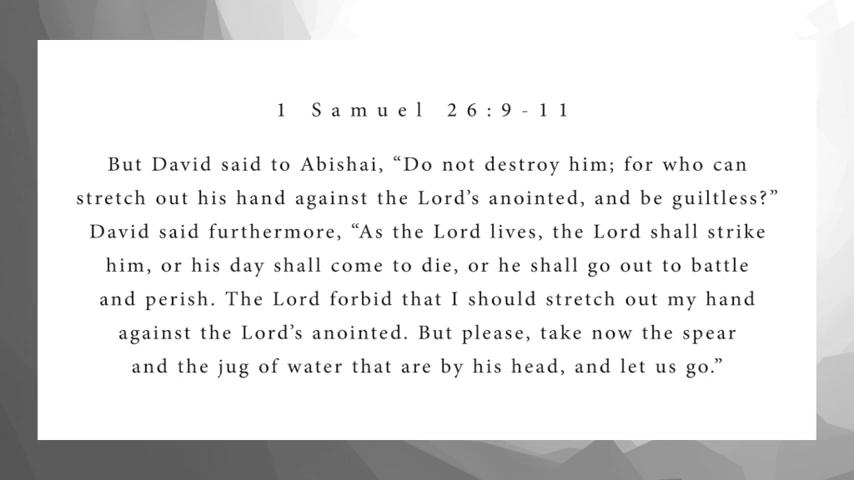 1 Samuel 26:9-11
But David said to Abishai, “Do not destroy him; for who can
stretch out his hand against the Lord’s anointed, and be guiltless?”
David said furthermore, “As the Lord lives, the Lord shall strike
him, or his day shall come to die, or he shall go out to battle
and perish. The Lord forbid that I should stretch out my hand
against the Lord’s anointed. But please, take now the spear
and the jug of water that are by his head, and let us go.”